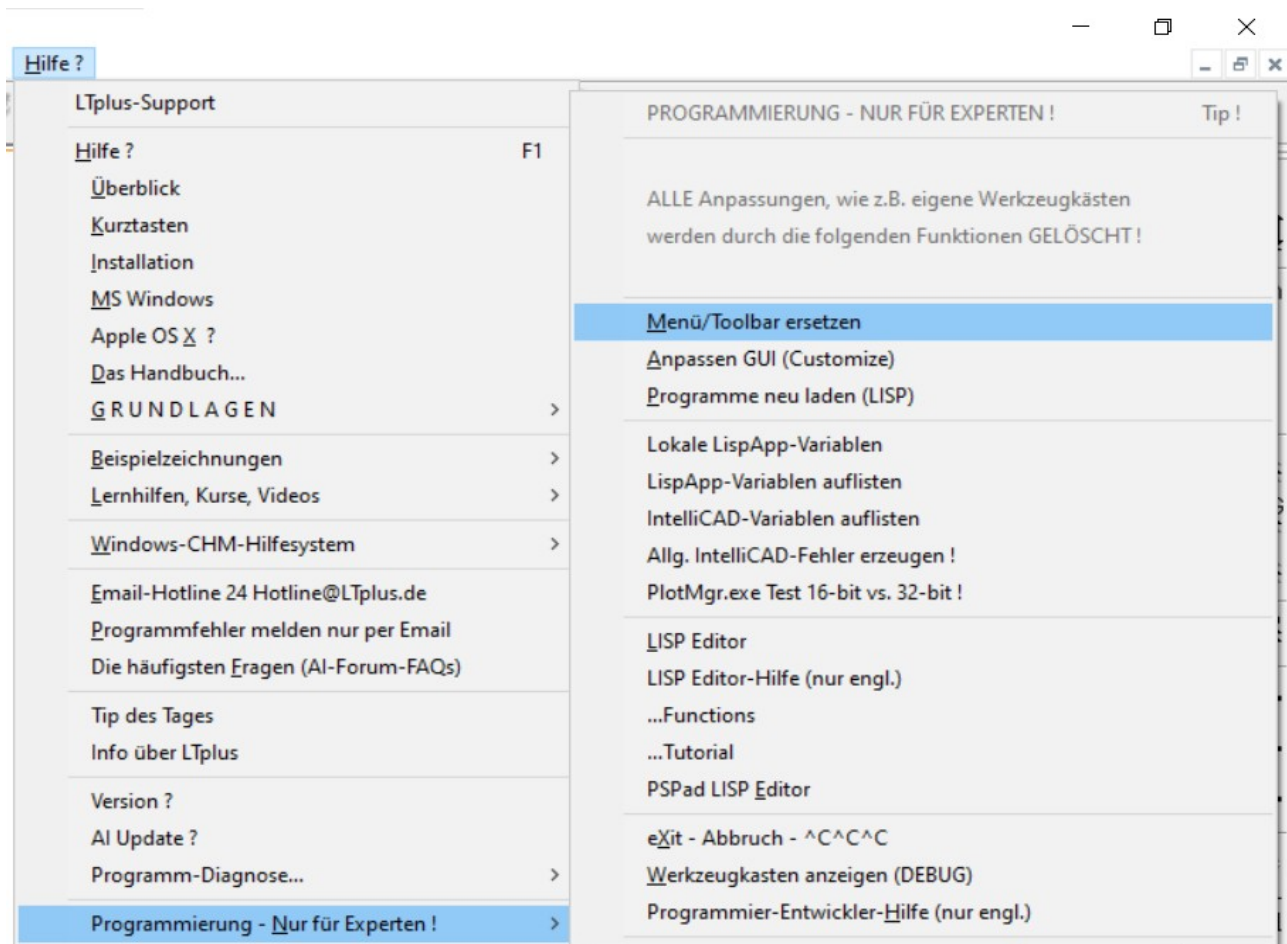 Hilfe ?
LTplus-Support
Hilfe ? F1
Überblick
Kurztasten
Installation
MS Windows
Apple OS X ?
Das Handbuch...
G R U N D L A G E N
Beispielzeichnungen
Lernhilfen, Kurse, Videos
Windows-CHM-Hilfesystem
Email-Hotline 24 Hotline@LTplus.de
Programmfehler melden nur per Email
Die häufigsten Fragen (AI-Forum-FAQs)
Tip des Tages
Info über LTplus
Version ?
AI Update ?
Programm-Diagnose...
Programmierung - Nur für Experten !
PROGRAMMIERUNG - NUR FÜR EXPERTEN ! Tip !
ALLE Anpassungen, wie z.B. eigene Werkzeugkästen
werden durch die folgenden Funktionen GELÖSCHT !
Menü/Toolbar ersetzen
Anpassen GUI (Customize)
Programme neu laden (LISP)
Lokale LispApp-Variablen
LispApp-Variablen auflisten
IntelliCAD-Variablen auflisten
Allg. IntelliCAD-Fehler erzeugen !
PlotMgr.exe Test 16-bit vs. 32-bit !
LISP Editor
LISP Editor-Hilfe (nur engl.)
...Functions
...Tutorial
PSPad LISP Editor
eXit - Abbruch - ^C^C^C
Werkzeugkasten anzeigen (DEBUG)
Programmier-Entwickler-Hilfe (nur engl.)